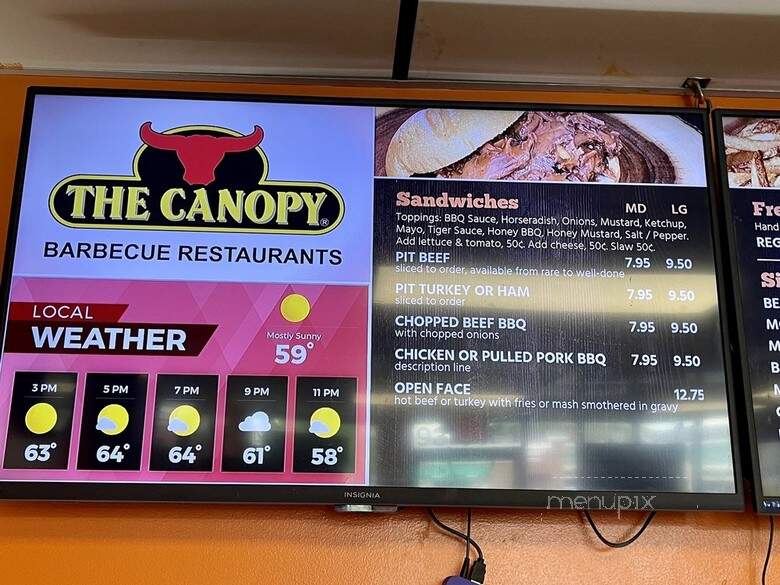 THE CANOPY®
BARBECUE RESTAURANTS
LOCAL
WEATHER
Mostly Sunny
59°
3 PM 5 PM 7 PM 9 PM 11 PM
63° 64° 64° 61° 58°
Sandwiches MD LG
Toppings: BBQ Sauce, Horseradish, Onions, Mustard, Ketchup,
Mayo, Tiger Sauce, Honey BBQ, Honey Mustard, Salt / Pepper.
Add lettuce & tomato, 50¢. Add cheese, 50¢. Slaw 50¢.
PIT BEEF 7.95 9.50
sliced to order, available from rare to well-done
PIT TURKEY OR HAM 7.95 9.50
sliced to order
CHOPPED BEEF BBQ 7.95 9.50
with chopped onions
CHICKEN OR PULLED PORK BBQ 7.95 9.50
description line
OPEN FACE 12.75
hot beef or turkey with fries or mash smothered in gravy
INSIGNIA
menupix
Fre
Hand
REG
Si
BE